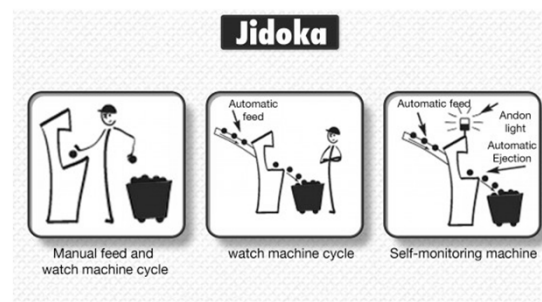 Jidoka
Automatic
feed
Automatic feed
Andon
light
Automatic
Ejection
Manual feed and
watch machine cycle
watch machine cycle
Self-monitoring machine